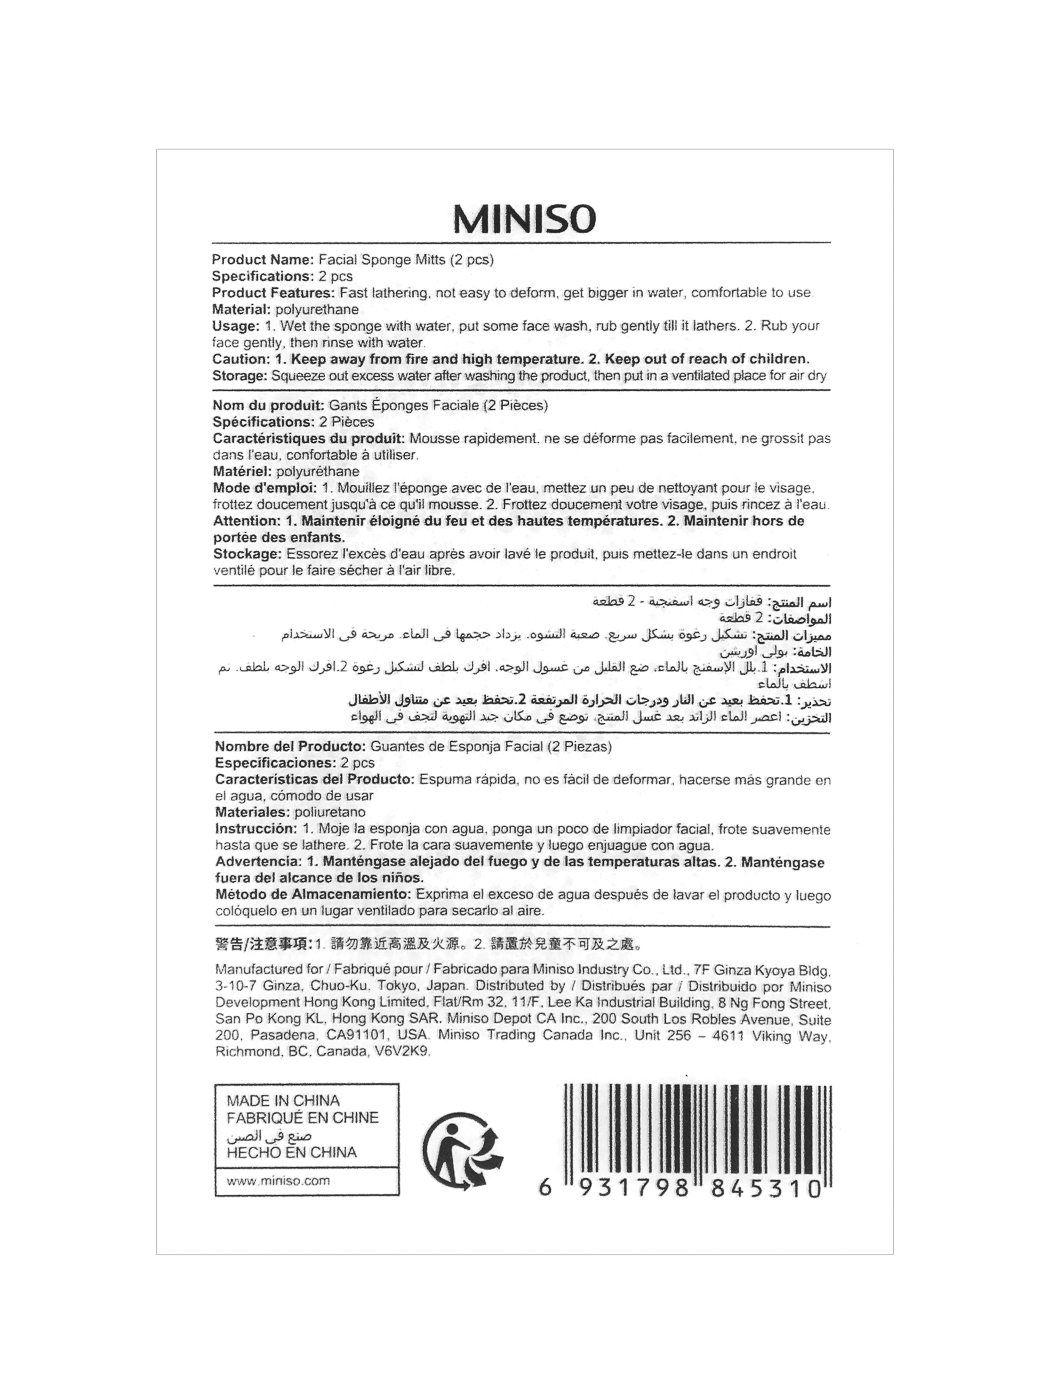 MINISO
Product Name: Facial Sponge Mitts (2 pcs)
Specifications: 2 pcs
Product Features: Fast lathering, not easy to deform, get bigger in water, comfortable to use
Material: polyurethane
Usage: 1. Wet the sponge with water, put some face wash, rub gently till it lathers. 2. Rub your
face gently, then rinse with water.
Caution: 1. Keep away from fire and high temperature. 2. Keep out of reach of children.
Storage: Squeeze out excess water after washing the product, then put in a ventilated place for air dry
Nom du produit: Gants Éponges Faciale (2 Pièces)
Spécifications: 2 Pièces
Caractéristiques du produit: Mousse rapidement, ne se déforme pas facilement, ne grossit pas
dans l'eau, confortable à utiliser.
Matériel: polyuréthane
Mode d'emploi: 1. Mouillez l'éponge avec de l'eau, mettez un peu de nettoyant pour le visage,
frottez doucement jusqu'à ce qu'il mousse. 2. Frottez doucement votre visage, puis rincez à l'eau.
Attention: 1. Maintenir éloigné du feu et des hautes températures. 2. Maintenir hors de
portée des enfants.
Stockage: Essorez l'excès d'eau après avoir lavé le produit, puis mettez-le dans un endroit
ventilé pour le faire sécher à l'air libre.
اسم المنتج: قفازات وجه اسفنجية - 2 قطعة
المواصفات: 2 قطعة
مميزات المنتج: تشكيل رغوة بشكل سريع. صعبة التشوه. يزداد حجمها في الماء. مريحة في الاستخدام
الخامة: بولي اوريثين
الاستخدام: 1.بلل الإسفنج بالماء، ضع القليل من غسول الوجه. افرك بلطف لتشكيل رغوة 2.افرك الوجه بلطف. ثم
اشطف بالماء
تحذير: 1.تحفظ بعيد عن النار ودرجات الحرارة المرتفعة 2.تحفظ بعيد عن متناول الأطفال
التخزين: اعصر الماء الزائد بعد غسل المنتج. توضع في مكان جيد التهوية لتجف في الهواء
Nombre del Producto: Guantes de Esponja Facial (2 Piezas)
Especificaciones: 2 pcs
Características del Producto: Espuma rápida, no es fácil de deformar, hacerse más grande en
el agua, cómodo de usar
Materiales: poliuretano
Instrucción: 1. Moje la esponja con agua, ponga un poco de limpiador facial, frote suavemente
hasta que se lathere. 2. Frote la cara suavemente y luego enjuague con agua.
Advertencia: 1. Manténgase alejado del fuego y de las temperaturas altas. 2. Manténgase
fuera del alcance de los niños.
Método de Almacenamiento: Exprima el exceso de agua después de lavar el producto y luego
colóquelo en un lugar ventilado para secarlo al aire.
警告/注意事項:1. 請勿靠近高溫及火源。2. 請置於兒童不可及之處。
Manufactured for / Fabriqué pour / Fabricado para Miniso Industry Co., Ltd., 7F Ginza Kyoya Bldg,
3-10-7 Ginza, Chuo-Ku, Tokyo, Japan. Distributed by / Distribués par / Distribuido por Miniso
Development Hong Kong Limited, Flat/Rm 32, 11/F, Lee Ka Industrial Building, 8 Ng Fong Street,
San Po Kong KL, Hong Kong SAR. Miniso Depot CA Inc., 200 South Los Robles Avenue, Suite
200, Pasadena, CA91101, USA. Miniso Trading Canada Inc., Unit 256 – 4611 Viking Way,
Richmond, BC, Canada, V6V2K9.
MADE IN CHINA
FABRIQUÉ EN CHINE
صنع في الصين
HECHO EN CHINA
www.miniso.com
6 931798 845310